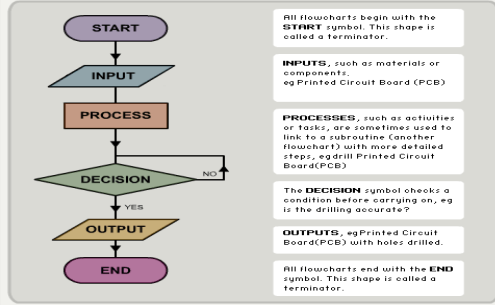 START
INPUT
PROCESS
DECISION
NO
YES
OUTPUT
END
All flowcharts begin with the
START symbol. This shape is
called a terminator.
INPUTS, such as materials or
components.
eg Printed Circuit Board (PCB)
PROCESSES, such as activities
or tasks, are sometimes used to
link to a subroutine (another
flowchart) with more detailed
steps, eg drill Printed Circuit
Board(PCB)
The DECISION symbol checks a
condition before carrying on, eg
is the drilling accurate?
OUTPUTS, eg Printed Circuit
Board(PCB) with holes drilled.
All flowcharts end with the END
symbol. This shape is called a
terminator.